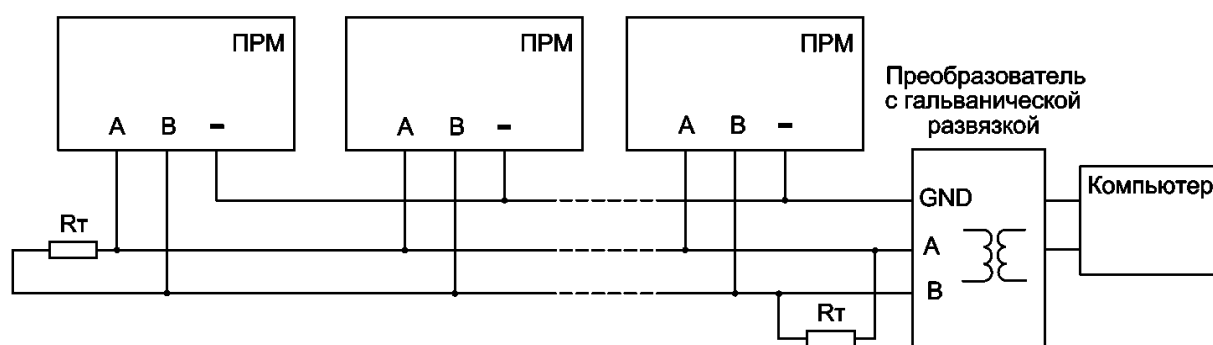 ПРМ
ПРМ
ПРМ
Преобразователь
с гальванической
развязкой
А В –
А В –
А В –
GND
Компьютер
Rт
А
В
Rт